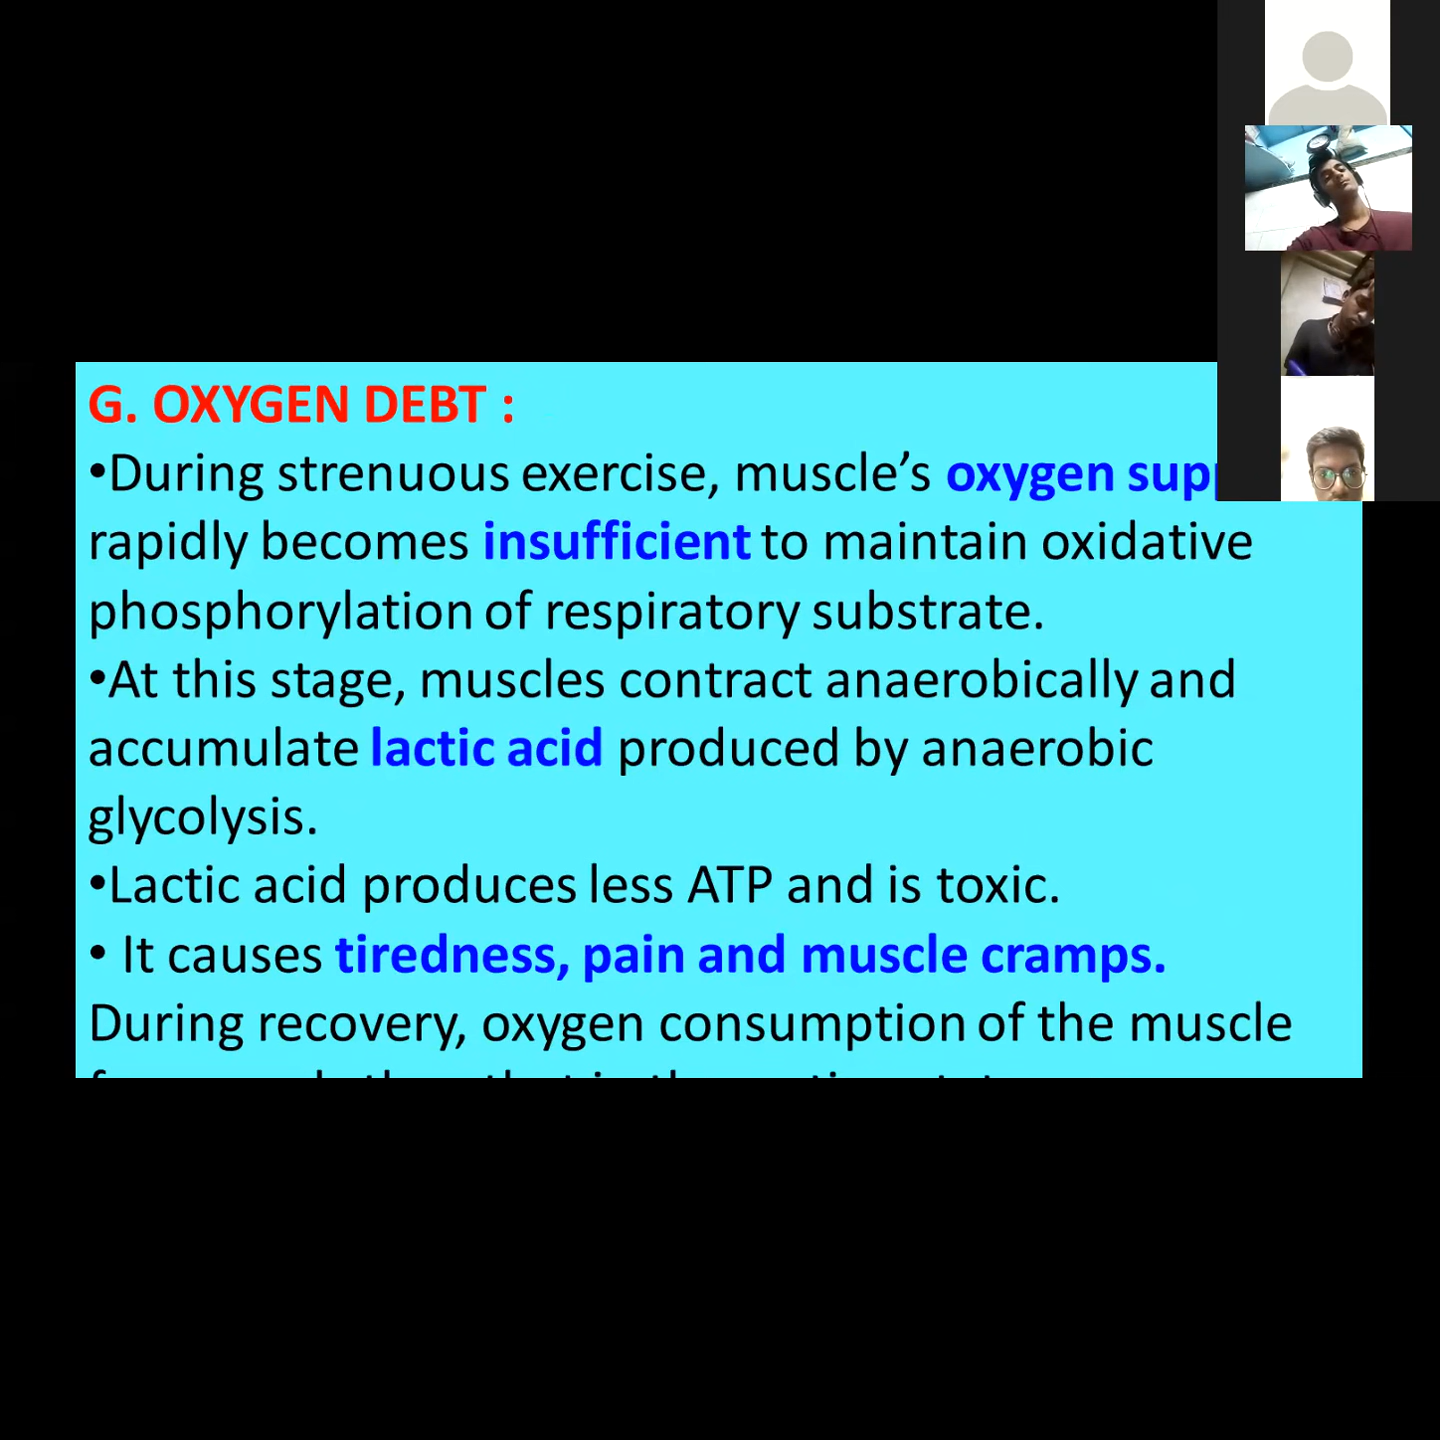 G. OXYGEN DEBT :
•During strenuous exercise, muscle’s oxygen
rapidly becomes insufficient to maintain oxidative
phosphorylation of respiratory substrate.
•At this stage, muscles contract anaerobically and
accumulate lactic acid produced by anaerobic
glycolysis.
•Lactic acid produces less ATP and is toxic.
• It causes tiredness, pain and muscle cramps.
During recovery, oxygen consumption of the muscle